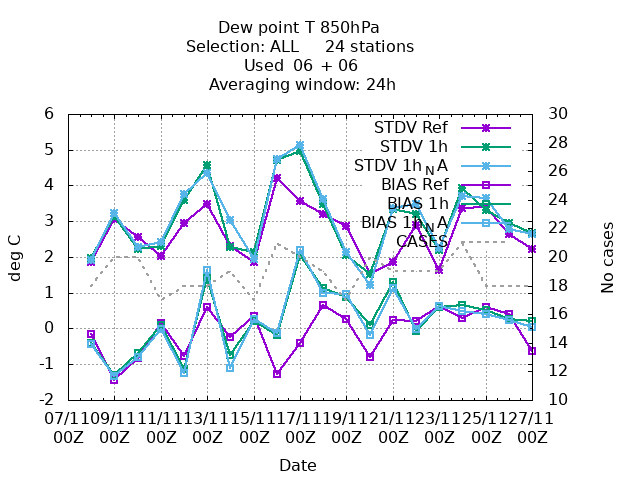 Dew point T 850hPa
Selection: ALL     24 stations
Used  06 + 06
Averaging window: 24h
6
5
4
3
2
1
0
-1
-2
30
28
26
24
22
20
18
16
14
12
10
deg C
No cases
STDV Ref
STDV 1h
STDV 1hNA
BIAS Ref
BIAS 1h
BIAS 1hNA
CASES
07/11 09/11 11/11 13/11 15/11 17/11 19/11 21/11 23/11 25/11 27/11
00Z 00Z 00Z 00Z 00Z 00Z 00Z 00Z 00Z 00Z 00Z
Date